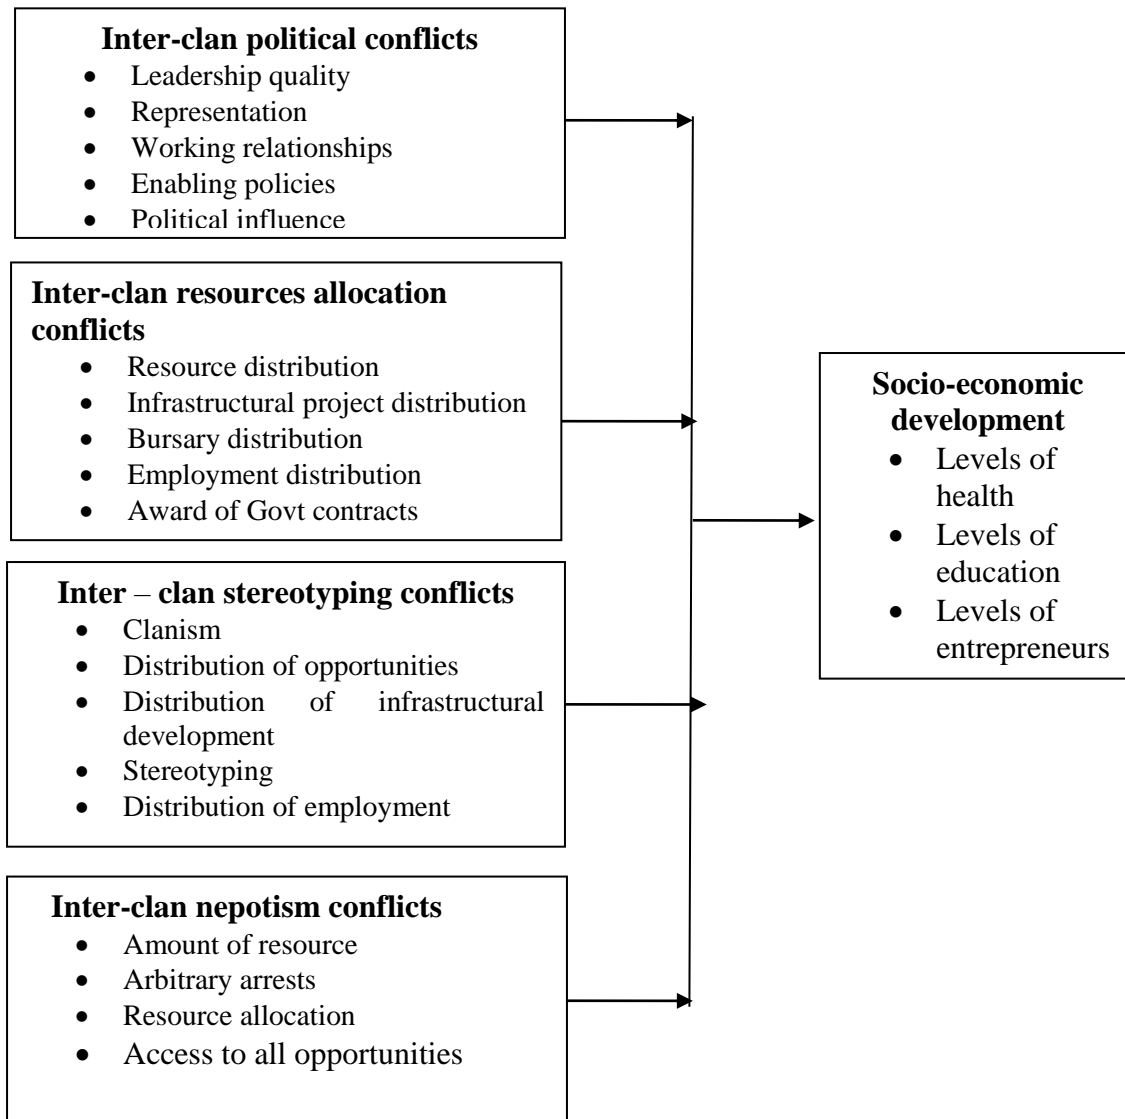 Inter-clan political conflicts
• Leadership quality
• Representation
• Working relationships
• Enabling policies
• Political influence
Inter-clan resources allocation
conflicts
• Resource distribution
• Infrastructural project distribution
• Bursary distribution
• Employment distribution
• Award of Govt contracts
Inter – clan stereotyping conflicts
• Clanism
• Distribution of opportunities
• Distribution of infrastructural
development
• Stereotyping
• Distribution of employment
Inter-clan nepotism conflicts
• Amount of resource
• Arbitrary arrests
• Resource allocation
• Access to all opportunities
Socio-economic
development
• Levels of
health
• Levels of
education
• Levels of
entrepreneurs